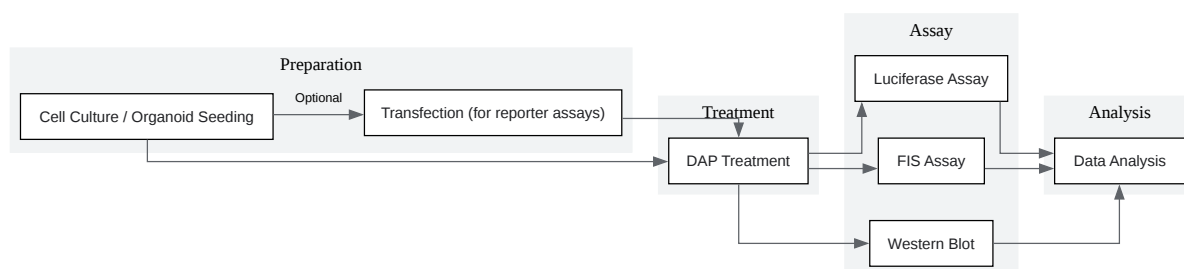 Preparation
Cell Culture / Organoid Seeding
Optional
Transfection (for reporter assays)
Treatment
DAP Treatment
Assay
Luciferase Assay
FIS Assay
Western Blot
Analysis
Data Analysis